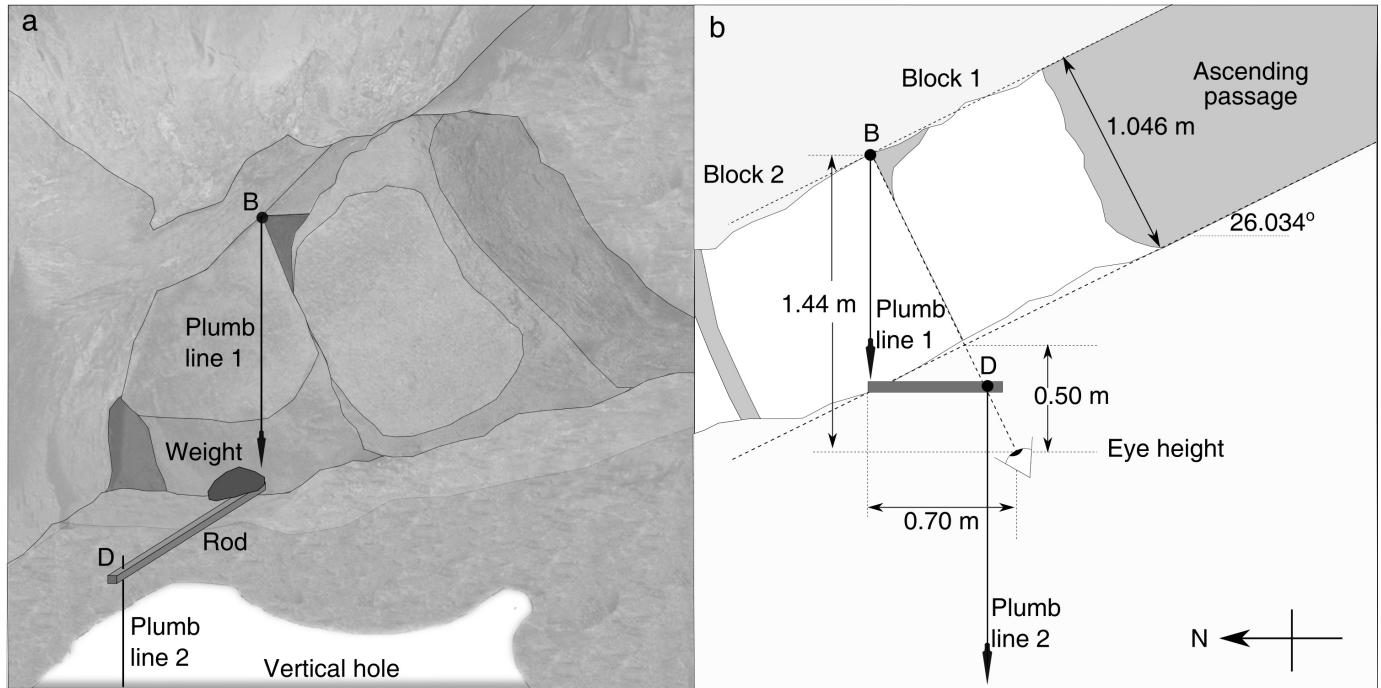 a
B
Plumb
line 1
Weight
Rod
D
Plumb
line 2
Vertical hole
b
Block 1
Ascending
passage
1.046 m
B
Block 2
26.034º
1.44 m
Plumb
line 1
D
0.50 m
Eye height
0.70 m
Plumb
line 2
N